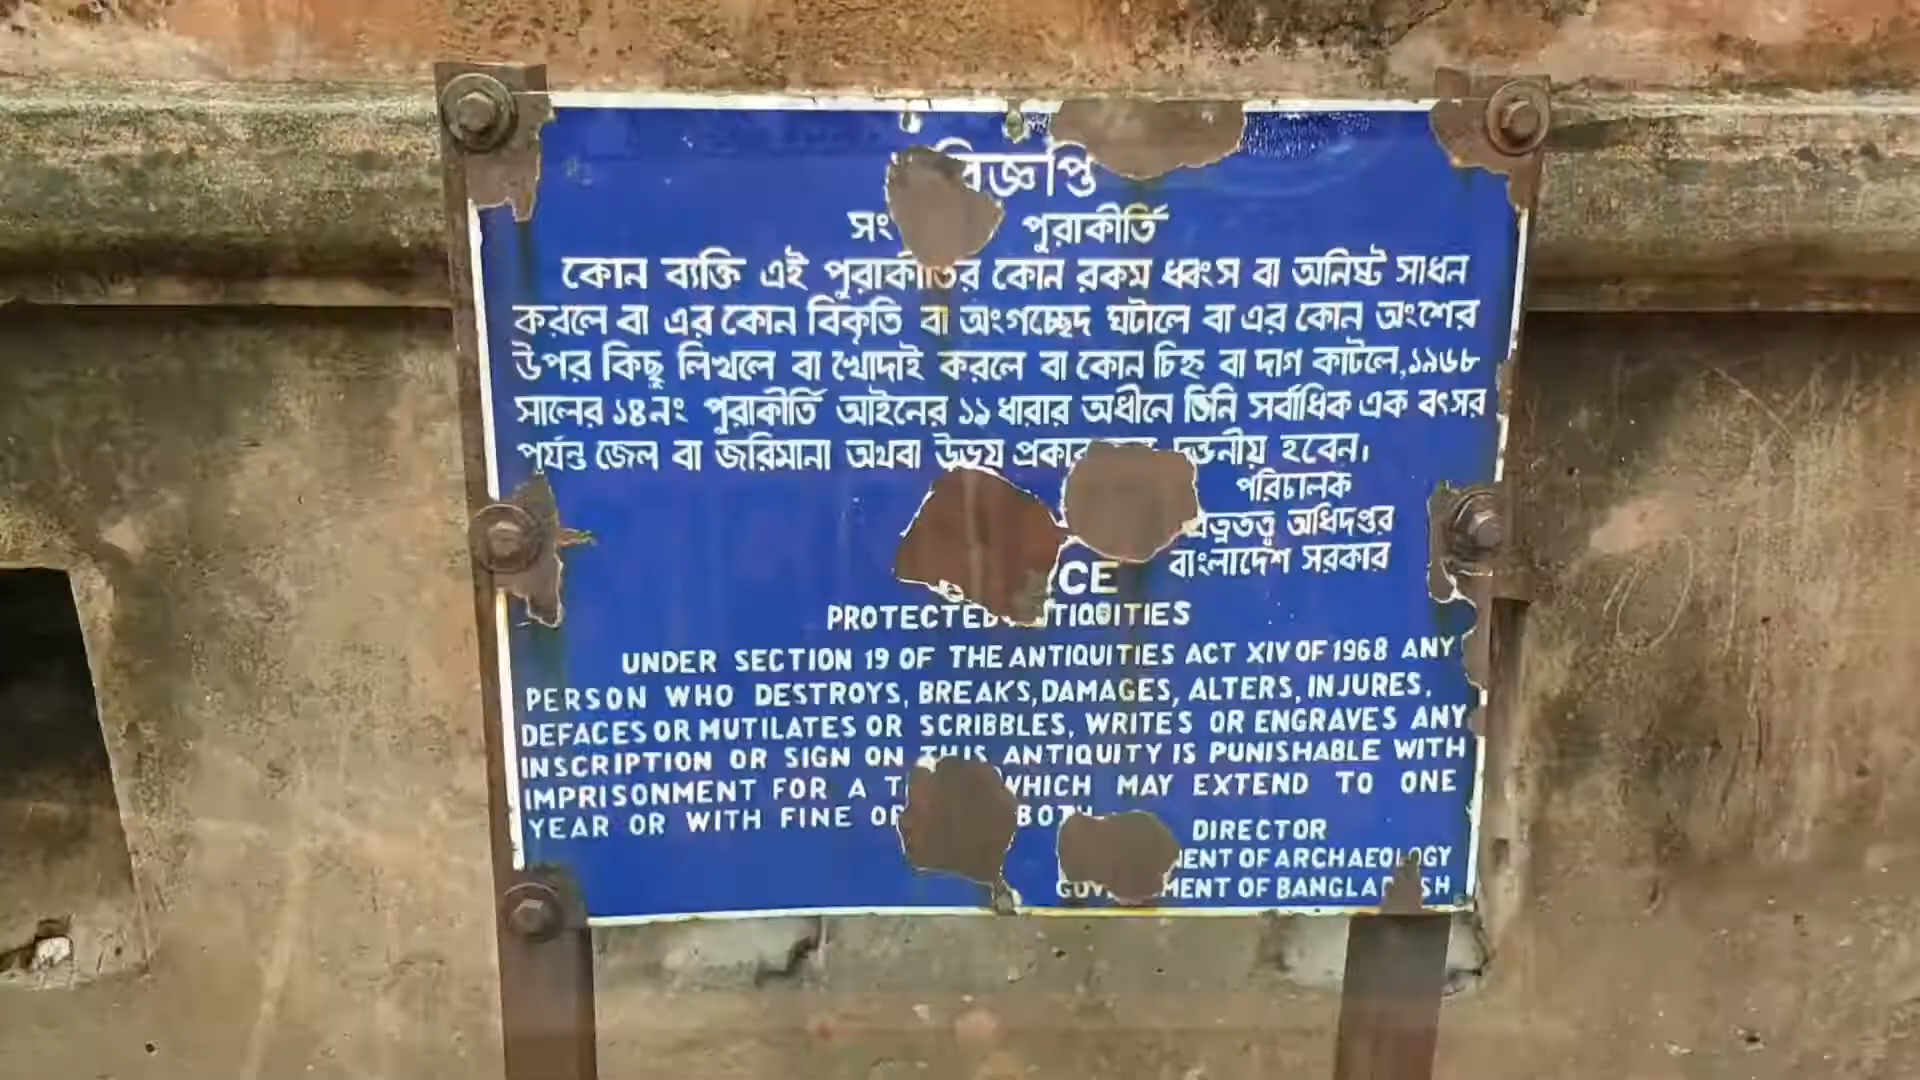 বিজ্ঞপ্তি
পুরাকীর্তি
কোন ব্যক্তি এই পুরাকীর্তির কোন রকম ধ্বংস বা অনিষ্ট সাধন
করলে বা এর কোন বিকৃতি বা অংগচ্ছেদ ঘটালে বা এর কোন অংশের
উপর কিছু লিখলে বা খোদাই করলে বা কোন চিহ্ন বা দাগ কাটলে,১৯৬৮
সালের ১৪নং পুরাকীর্তি আইনের ১১ ধারার অধীনে তিনি সর্বাধিক এক বৎসর
পর্যন্ত জেল বা জরিমানা অথবা উভয় প্রকার দন্ডনীয় হবেন।
পরিচালক
প্রত্নতত্ত্ব অধিদপ্তর
বাংলাদেশ সরকার
CE
PROTECTED ANTIQUITIES
UNDER SECTION 19 OF THE ANTIQUITIES ACT XIV OF 1968 ANY
PERSON WHO DESTROYS, BREAKS, DAMAGES, ALTERS, INJURES,
DEFACES OR MUTILATES OR SCRIBBLES, WRITES OR ENGRAVES ANY
INSCRIPTION OR SIGN ON THIS ANTIQUITY IS PUNISHABLE WITH
IMPRISONMENT FOR A WHICH MAY EXTEND TO ONE
YEAR OR WITH FINE OR BOTH
DIRECTOR
MENT OF ARCHAEOLOGY
GOVERNMENT OF BANGLADESH